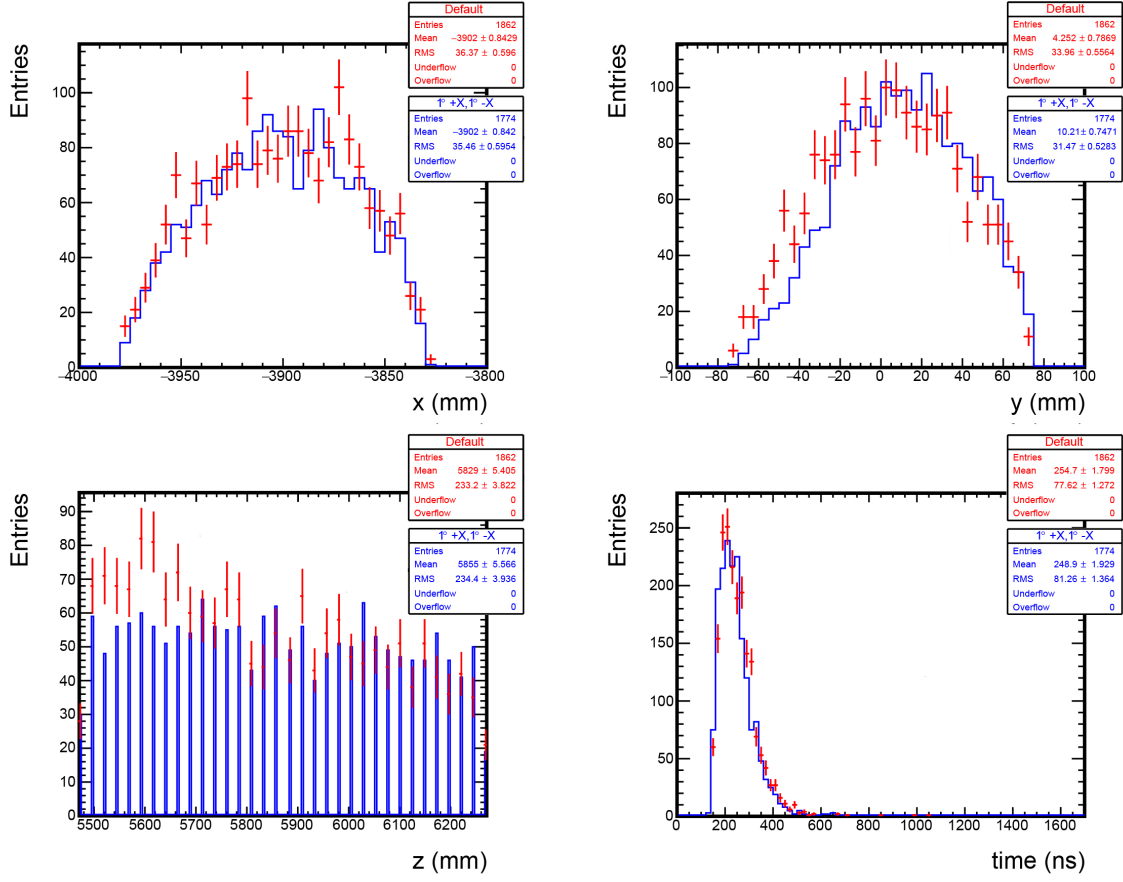 Default
Entries 1862
Mean −3902 ± 0.8429
RMS 36.37 ± 0.596
Underflow 0
Overflow 0
1° +X,1° -X
Entries 1774
Mean −3902 ± 0.842
RMS 35.46 ± 0.5954
Underflow 0
Overflow 0
Entries
100
80
60
40
20
0
−4000 −3950 −3900 −3850 −3800
x (mm)
Default
Entries 1862
Mean 4.252 ± 0.7869
RMS 33.96 ± 0.5564
Underflow 0
Overflow 0
1° +X,1° -X
Entries 1774
Mean 10.21 ± 0.7471
RMS 31.47 ± 0.5283
Underflow 0
Overflow 0
Entries
100
80
60
40
20
0
−100 −80 −60 −40 −20 0 20 40 60 80 100
y (mm)
Default
Entries 1862
Mean 5829 ± 5.405
RMS 233.2 ± 3.822
Underflow 0
Overflow 0
1° +X,1° -X
Entries 1774
Mean 5855 ± 5.566
RMS 234.4 ± 3.936
Underflow 0
Overflow 0
Entries
90
80
70
60
50
40
30
20
10
0
5500 5600 5700 5800 5900 6000 6100 6200
z (mm)
Default
Entries 1862
Mean 254.7 ± 1.799
RMS 77.62 ± 1.272
Underflow 0
Overflow 0
1° +X,1° -X
Entries 1774
Mean 248.9 ± 1.929
RMS 81.26 ± 1.364
Underflow 0
Overflow 0
Entries
250
200
150
100
50
0
0 200 400 600 800 1000 1200 1400 1600
time (ns)